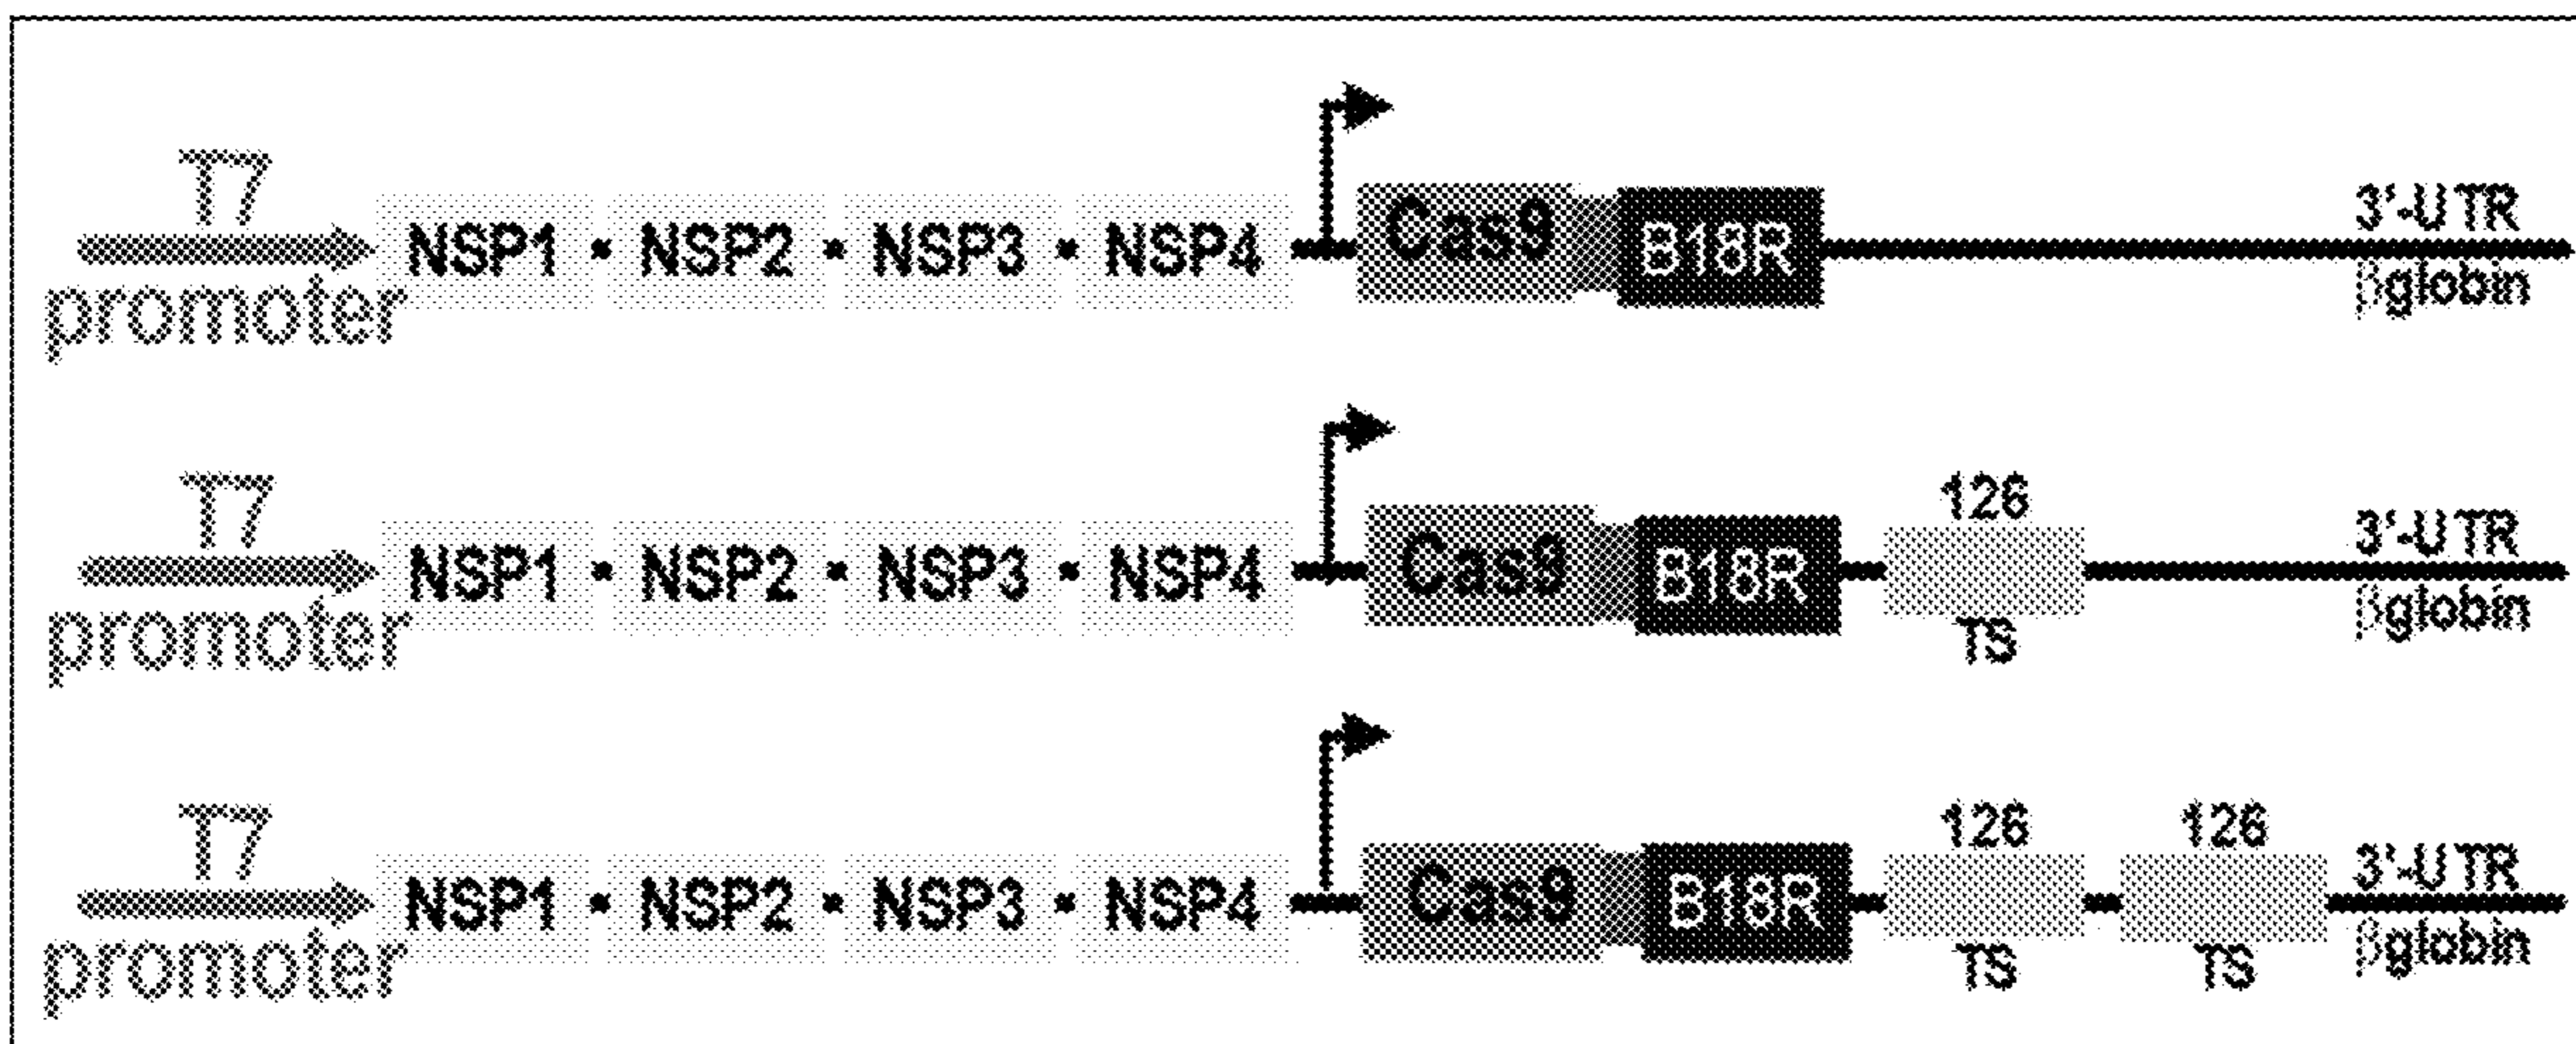 T7
promoter
NSP1 • NSP2 • NSP3 • NSP4
Cas9
B18R
3'-UTR
βglobin
T7
promoter
NSP1 • NSP2 • NSP3 • NSP4
Cas9
B18R
126
TS
3'-UTR
βglobin
T7
promoter
NSP1 • NSP2 • NSP3 • NSP4
Cas9
B18R
126
TS
126
TS
3'-UTR
βglobin